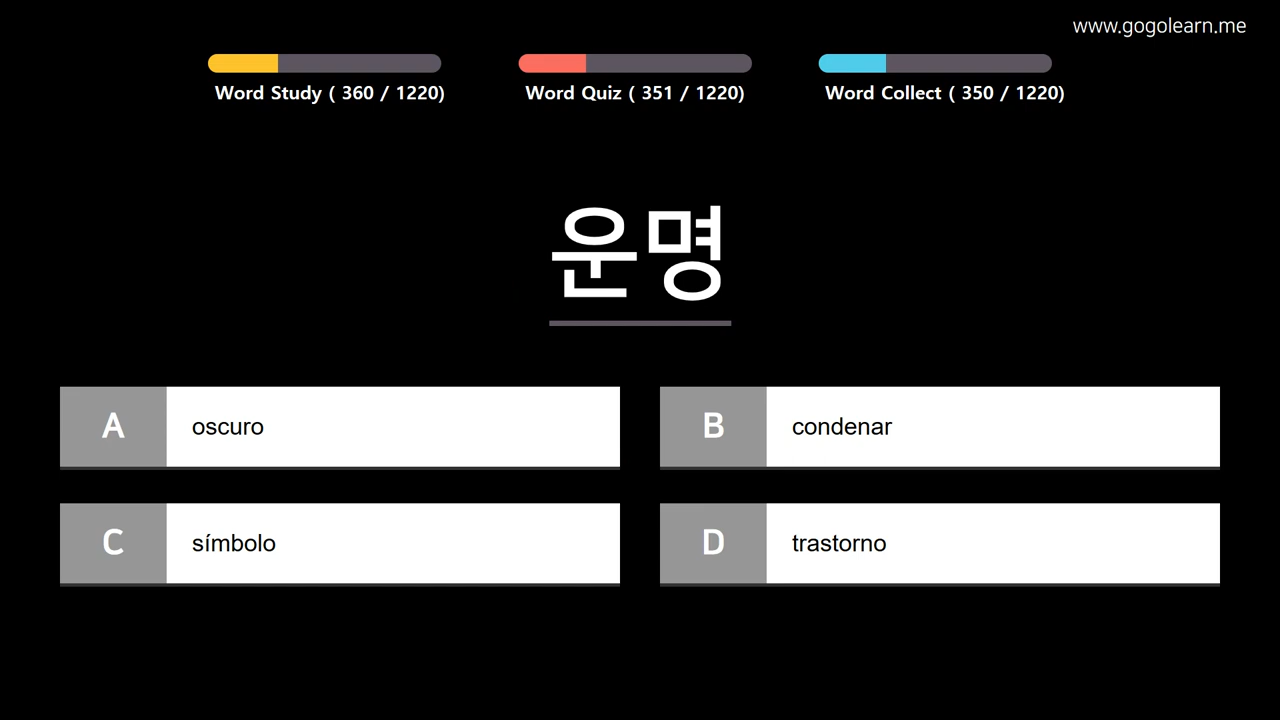 www.gogolearn.me
Word Study ( 360 / 1220)
Word Quiz ( 351 / 1220)
Word Collect ( 350 / 1220)
운명
A oscuro
B condenar
C símbolo
D trastorno